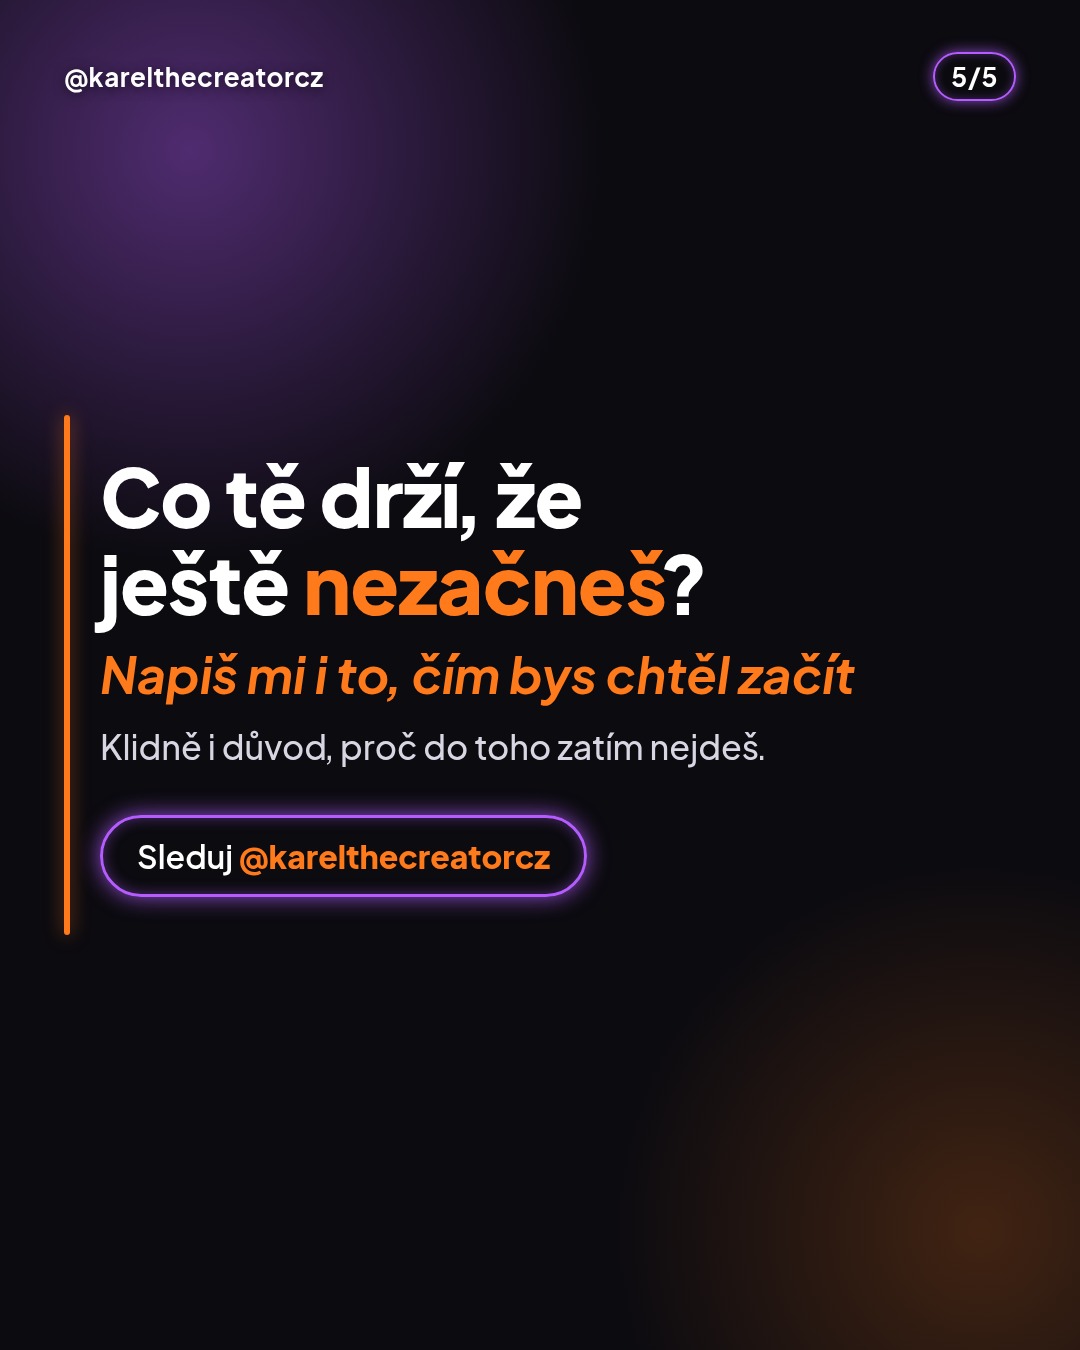 @karelthecreatorcz
5/5
Co tě drží, že
ještě nezačneš?
Napiš mi i to, čím bys chtěl začít
Klidně i důvod, proč do toho zatím nejdeš.
Sleduj @karelthecreatorcz